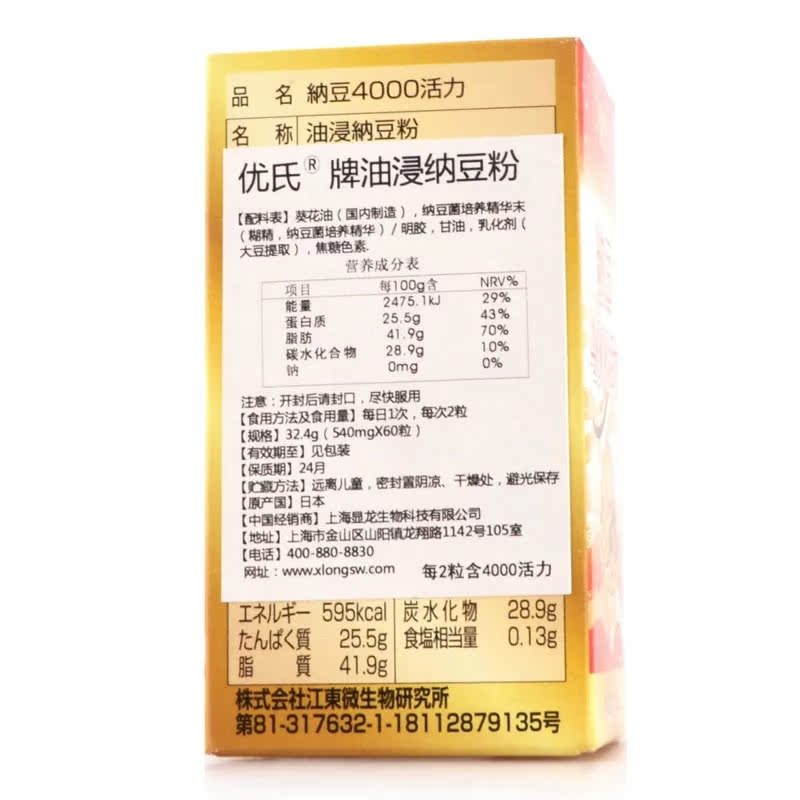 品 名 納豆4000活力
名 称 油浸納豆粉
优氏® 牌油浸纳豆粉
【配料表】葵花油（国内制造），纳豆菌培养精华末
（糊精，纳豆菌培养精华）/ 明胶，甘油，乳化剂（
大豆提取），焦糖色素.
营养成分表
项目 每100g含 NRV%
能量 2475.1kJ 29%
蛋白质 25.5g 43%
脂肪 41.9g 70%
碳水化合物 28.9g 10%
钠 0mg 0%
注意：开封后请封口，尽快服用
【食用方法及食用量】每日1次，每次2粒
【规格】32.4g（540mgX60粒）
【有效期至】见包装
【保质期】24月
【贮藏方法】远离儿童，密封置阴凉、干燥处，避光保存
【原产国】日本
【中国经销商】上海显龙生物科技有限公司
【地址】上海市金山区山阳镇龙翔路1142号105室
【电话】400-880-8830
网址：www.xlongsw.com 每2粒含4000活力
エネルギー 595kcal 炭水化物 28.9g
たんぱく質 25.5g 食塩相当量 0.13g
脂 質 41.9g
株式会社江東微生物研究所
第81-317632-1-18112879135号